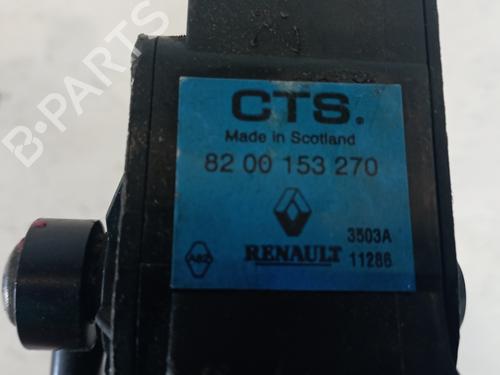 B-PARTS
CTS.
Made in Scotland
82 00 153 270
3503A
RENAULT 11286